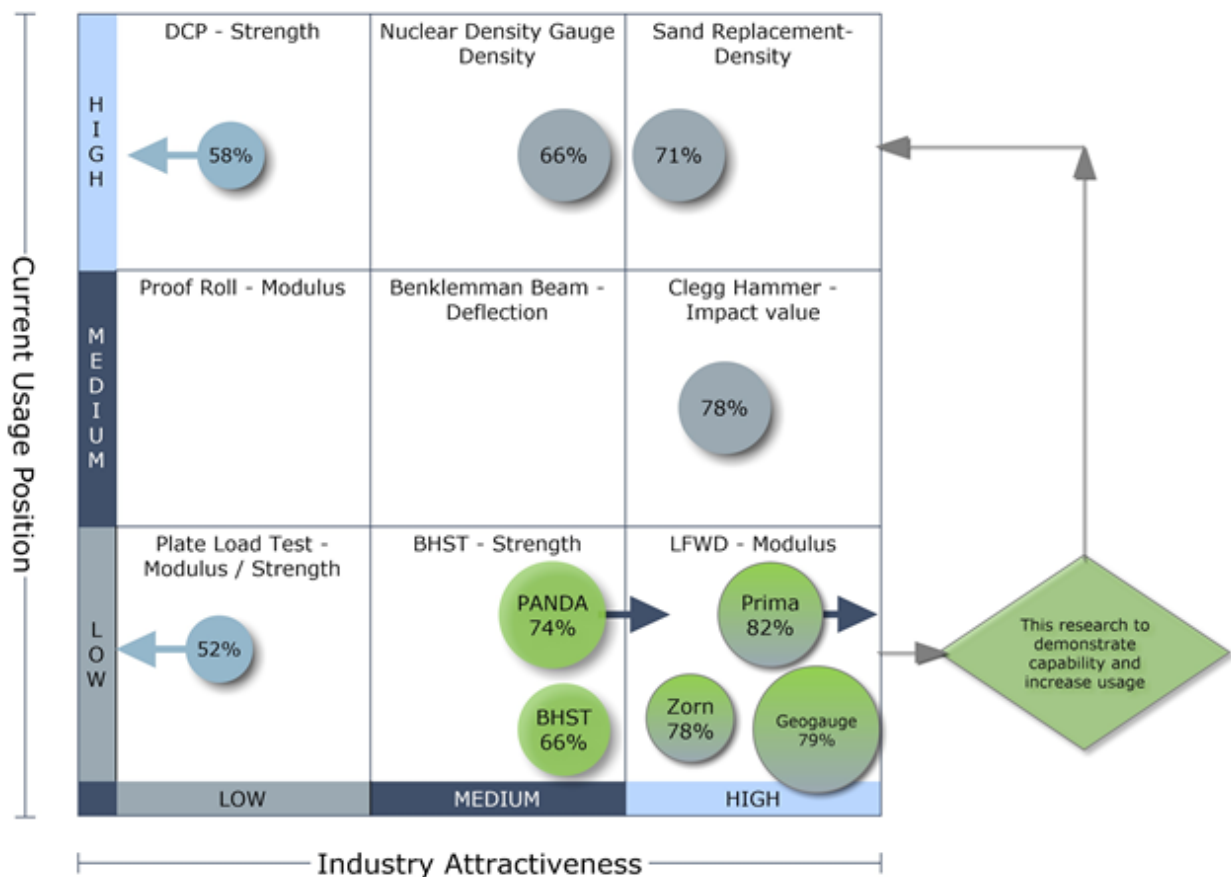 Current Usage Position
HIGH
DCP - Strength
58%
Nuclear Density Gauge
Density
66%
Sand Replacement-
Density
71%
MEDIUM
Proof Roll - Modulus
Benklemman Beam -
Deflection
Clegg Hammer -
Impact value
78%
LOW
Plate Load Test -
Modulus / Strength
52%
BHST - Strength
PANDA
74%
BHST
66%
LFWD - Modulus
Prima
82%
Zorn
78%
Geogauge
79%
This research to
demonstrate
capability and
increase usage
LOW
MEDIUM
HIGH
Industry Attractiveness